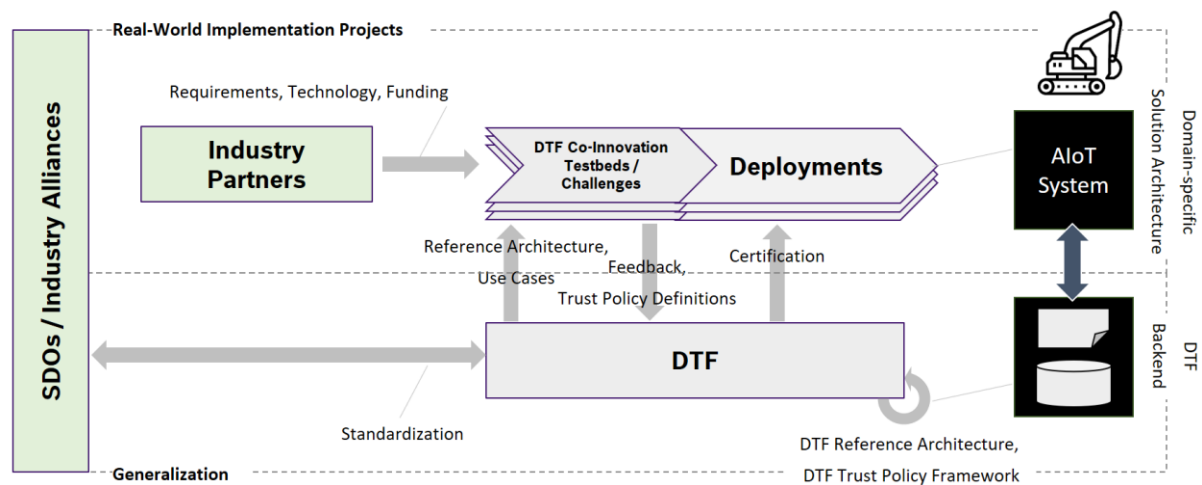 Real-World Implementation Projects
SDOs / Industry Alliances
Requirements, Technology, Funding
Industry
Partners
DTF Co-Innovation
Testbeds /
Challenges
Deployments
AIoT
System
Domain-specific
Solution Architecture
Reference Architecture,
Use Cases
Feedback,
Trust Policy Definitions
Certification
DTF
DTF
Backend
Standardization
DTF Reference Architecture,
DTF Trust Policy Framework
Generalization